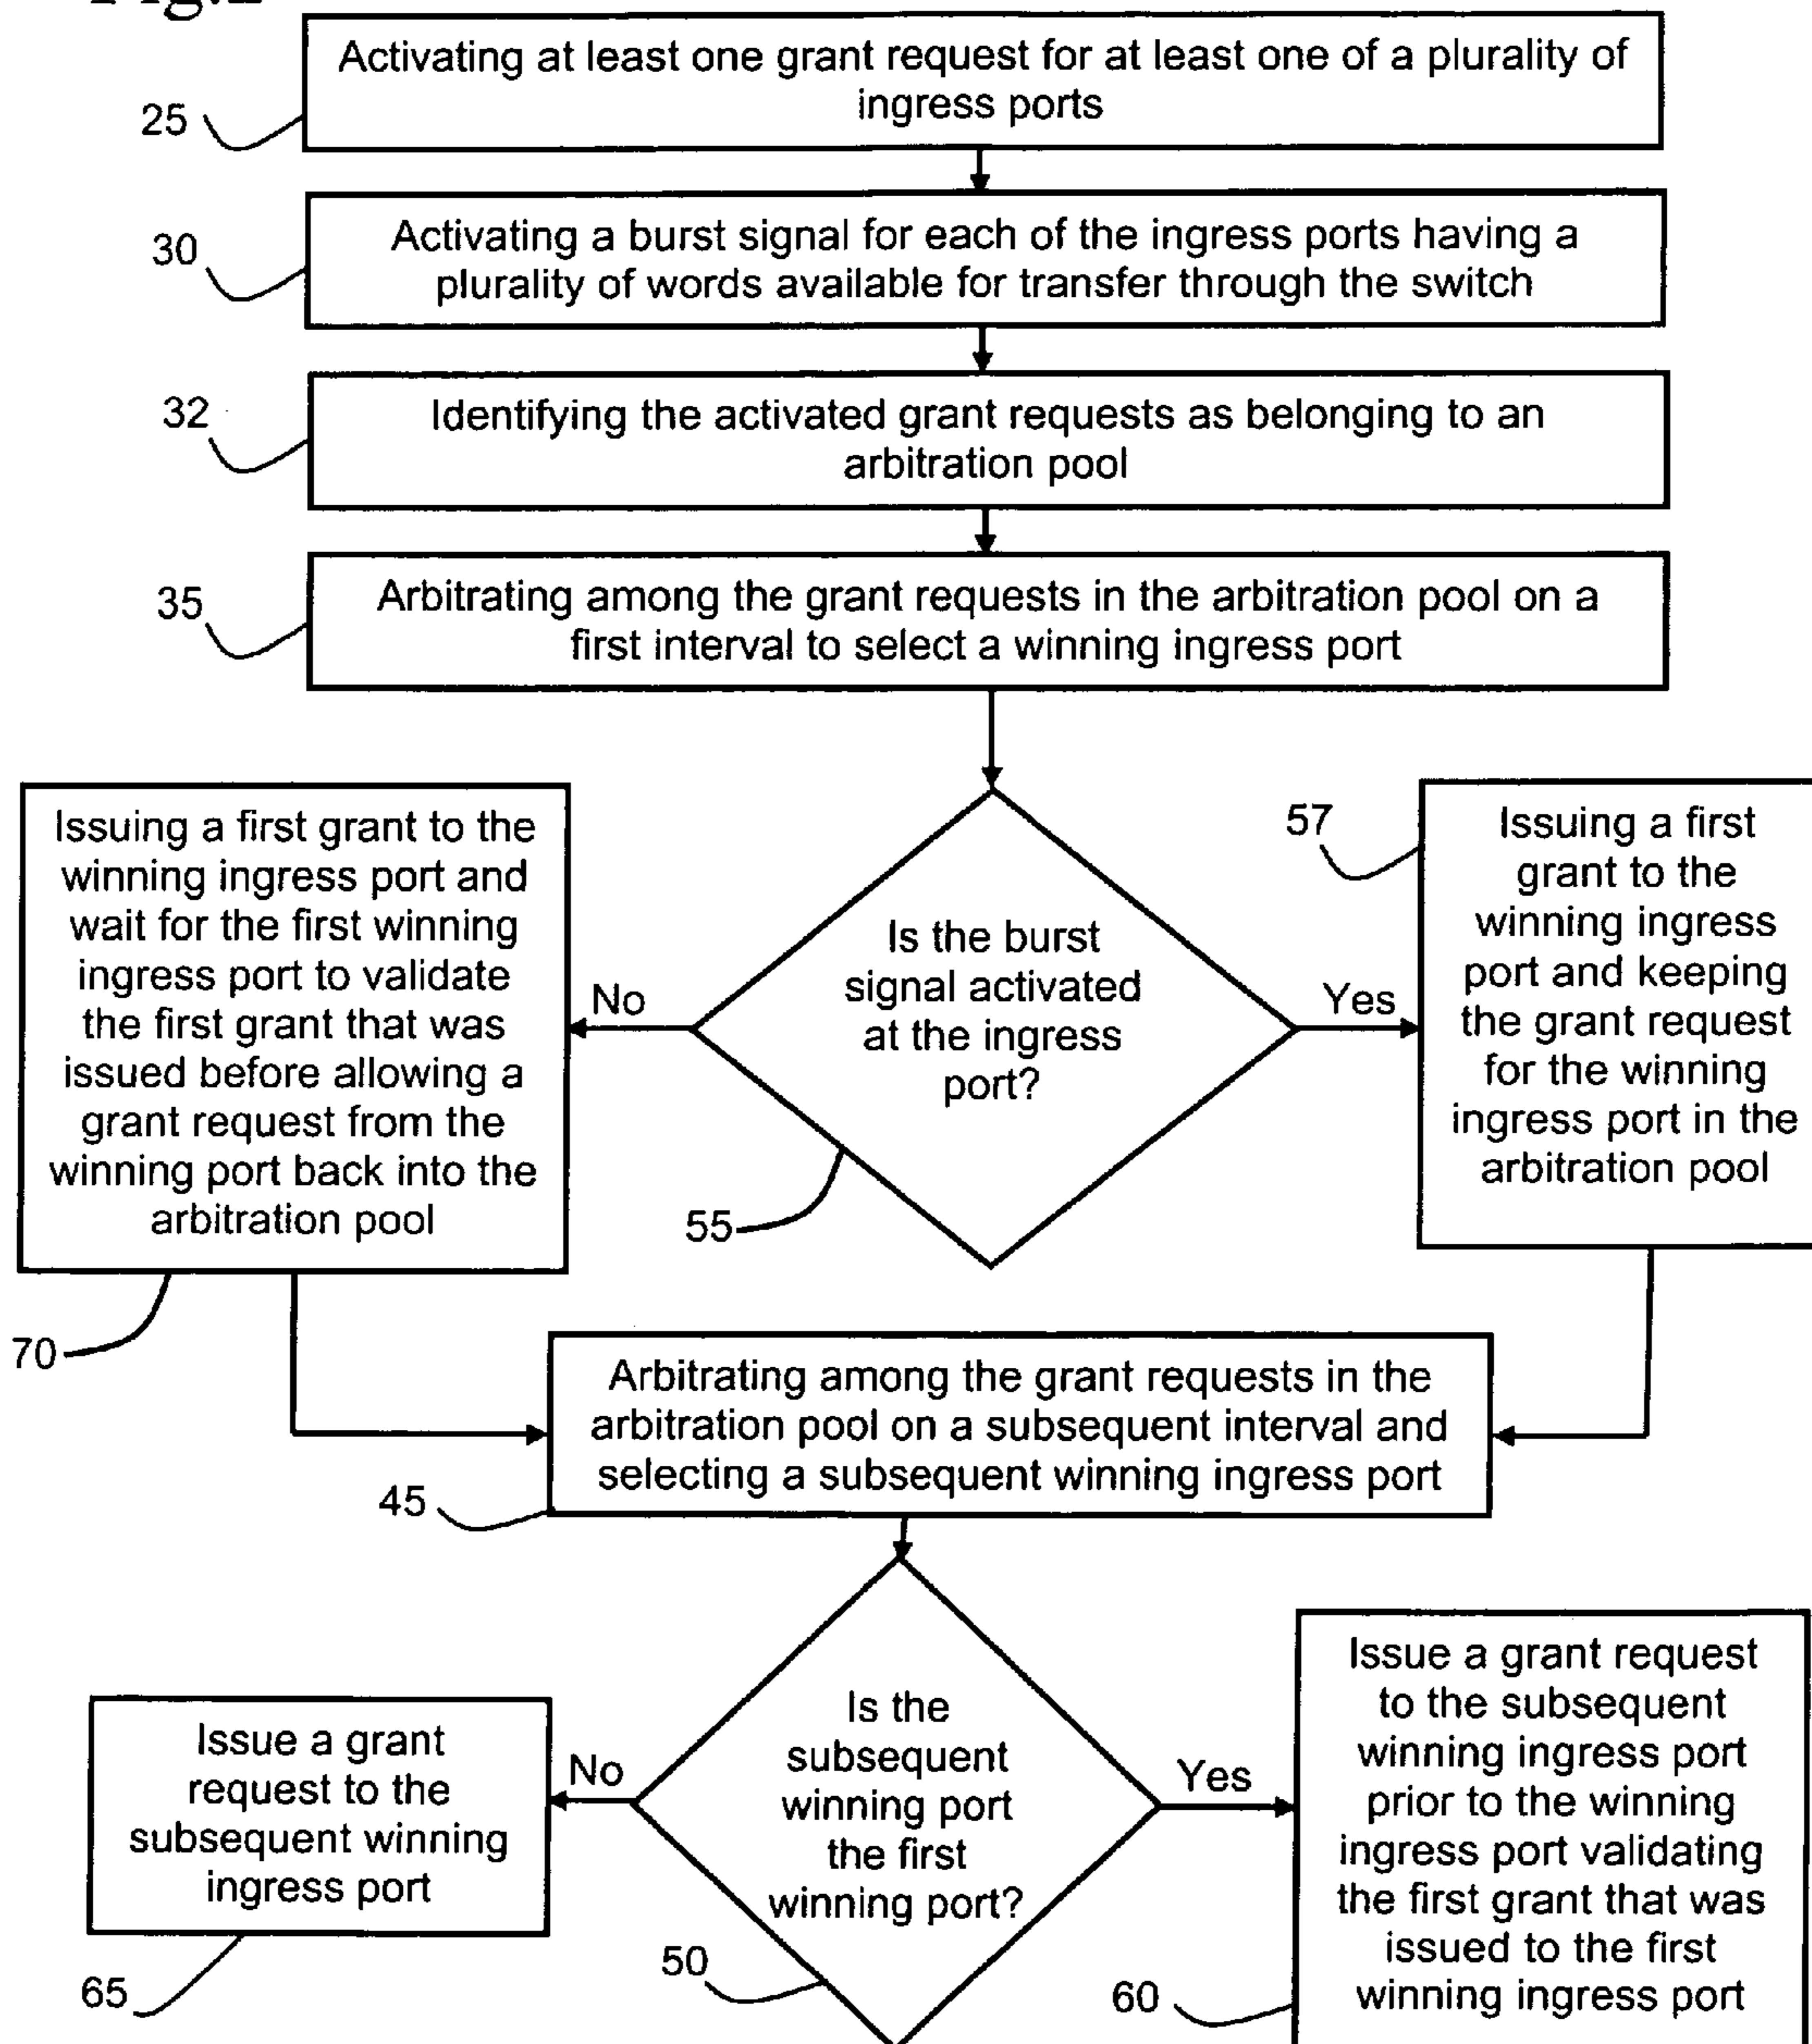 Activating at least one grant request for at least one of a plurality of
ingress ports
25
Activating a burst signal for each of the ingress ports having a
plurality of words available for transfer through the switch
30
Identifying the activated grant requests as belonging to an
arbitration pool
32
Arbitrating among the grant requests in the arbitration pool on a
first interval to select a winning ingress port
35
Issuing a first grant to the
winning ingress port and
wait for the first winning
ingress port to validate
the first grant that was
issued before allowing a
grant request from the
winning port back into the
arbitration pool
70
No
Is the burst
signal activated
at the ingress
port?
55
Yes
57
Issuing a first
grant to the
winning ingress
port and keeping
the grant request
for the winning
ingress port in the
arbitration pool
Arbitrating among the grant requests in the
arbitration pool on a subsequent interval and
selecting a subsequent winning ingress port
45
Issue a grant
request to the
subsequent winning
ingress port
65
No
Is the
subsequent
winning port
the first
winning port?
50
Yes
Issue a grant request
to the subsequent
winning ingress port
prior to the winning
ingress port validating
the first grant that was
issued to the first
winning ingress port
60